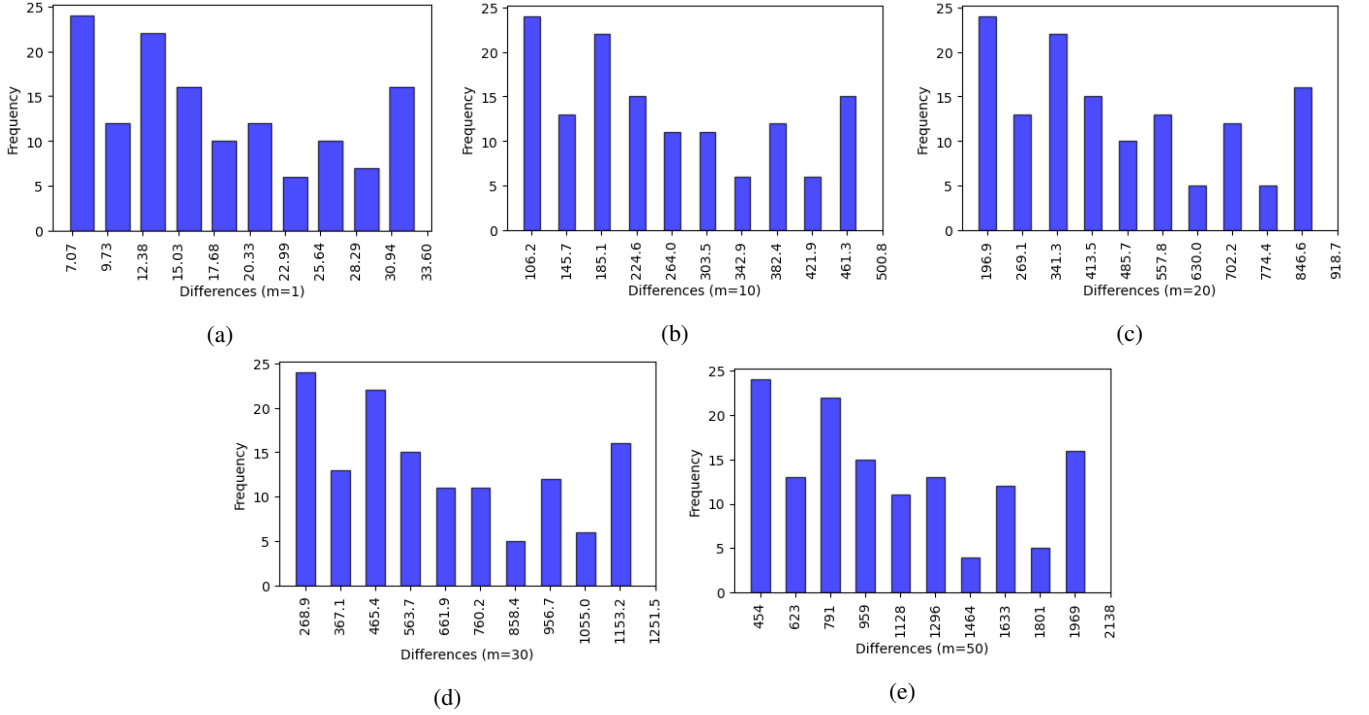 25
20
15
10
5
0
Frequency
7.07 9.73 12.38 15.03 17.68 20.33 22.99 25.64 28.29 30.94 33.60
Differences (m=1)
(a)
25
20
15
10
5
0
Frequency
106.2 145.7 185.1 224.6 264.0 303.5 342.9 382.4 421.9 461.3 500.8
Differences (m=10)
(b)
25
20
15
10
5
0
Frequency
196.9 269.1 341.3 413.5 485.7 557.8 630.0 702.2 774.4 846.6 918.7
Differences (m=20)
(c)
25
20
15
10
5
0
Frequency
268.9 367.1 465.4 563.7 661.9 760.2 858.4 956.7 1055.0 1153.2 1251.5
Differences (m=30)
(d)
25
20
15
10
5
0
Frequency
454 623 791 959 1128 1296 1464 1633 1801 1969 2138
Differences (m=50)
(e)